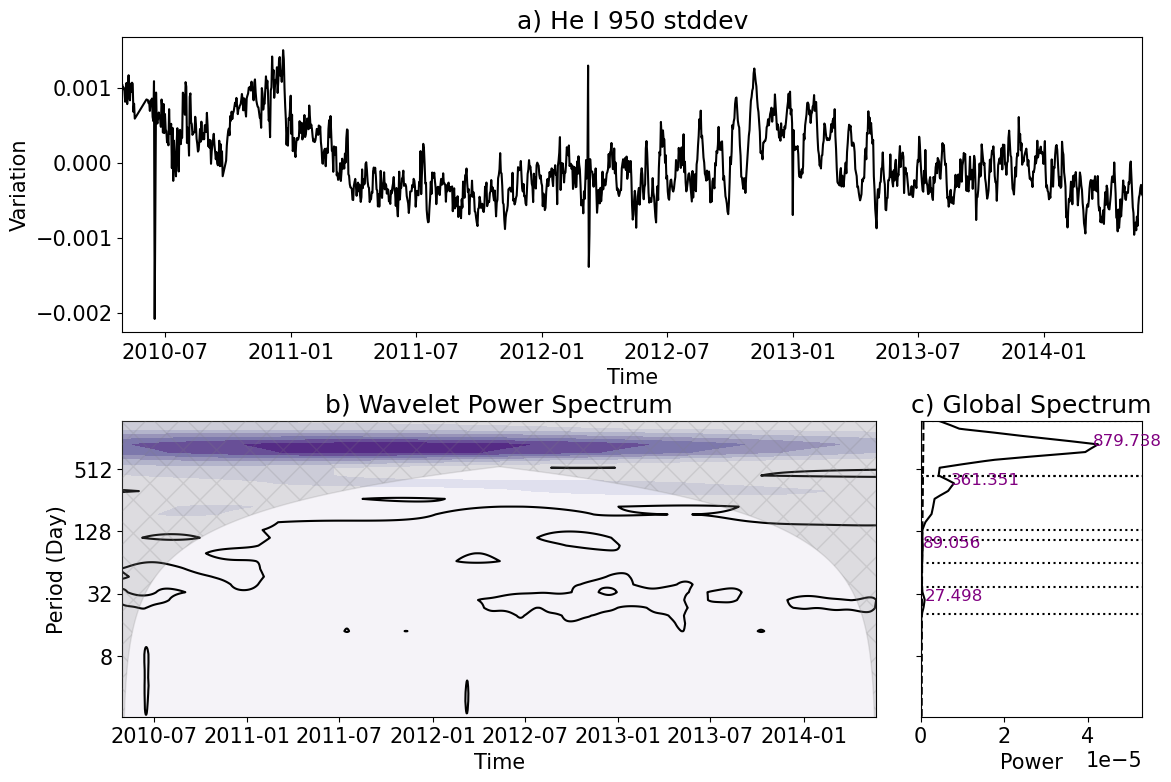 a) He I 950 stddev
Variation
0.001
0.000
−0.001
−0.002
2010-07 2011-01 2011-07 2012-01 2012-07 2013-01 2013-07 2014-01
Time
b) Wavelet Power Spectrum
Period (Day)
512
128
32
8
2010-07 2011-01 2011-07 2012-01 2012-07 2013-01 2013-07 2014-01
Time
c) Global Spectrum
879.738
361.351
89.056
27.498
0 2 4
Power 1e−5